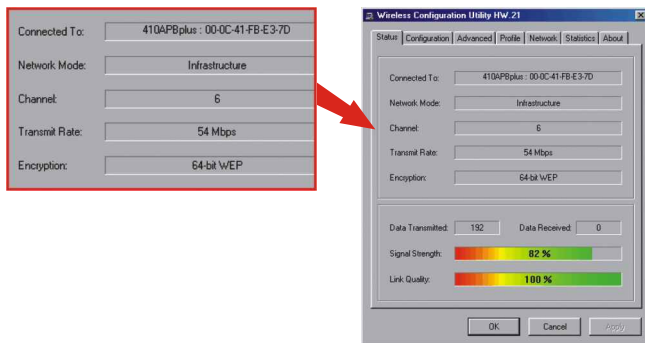 Connected To: 410APBplus : 00-0C-41-FB-E3-7D
Network Mode: Infrastructure
Channel: 6
Transmit Rate: 54 Mbps
Encryption: 64-bit WEP
Wireless Configuration Utility HW.21
Status Configuration Advanced Profile Network Statistics About
Connected To: 410APBplus : 00-0C-41-FB-E3-7D
Network Mode: Infrastructure
Channel: 6
Transmit Rate: 54 Mbps
Encryption: 64-bit WEP
Data Transmitted: 192 Data Received: 0
Signal Strength: 82 %
Link Quality: 100 %
OK Cancel Apply